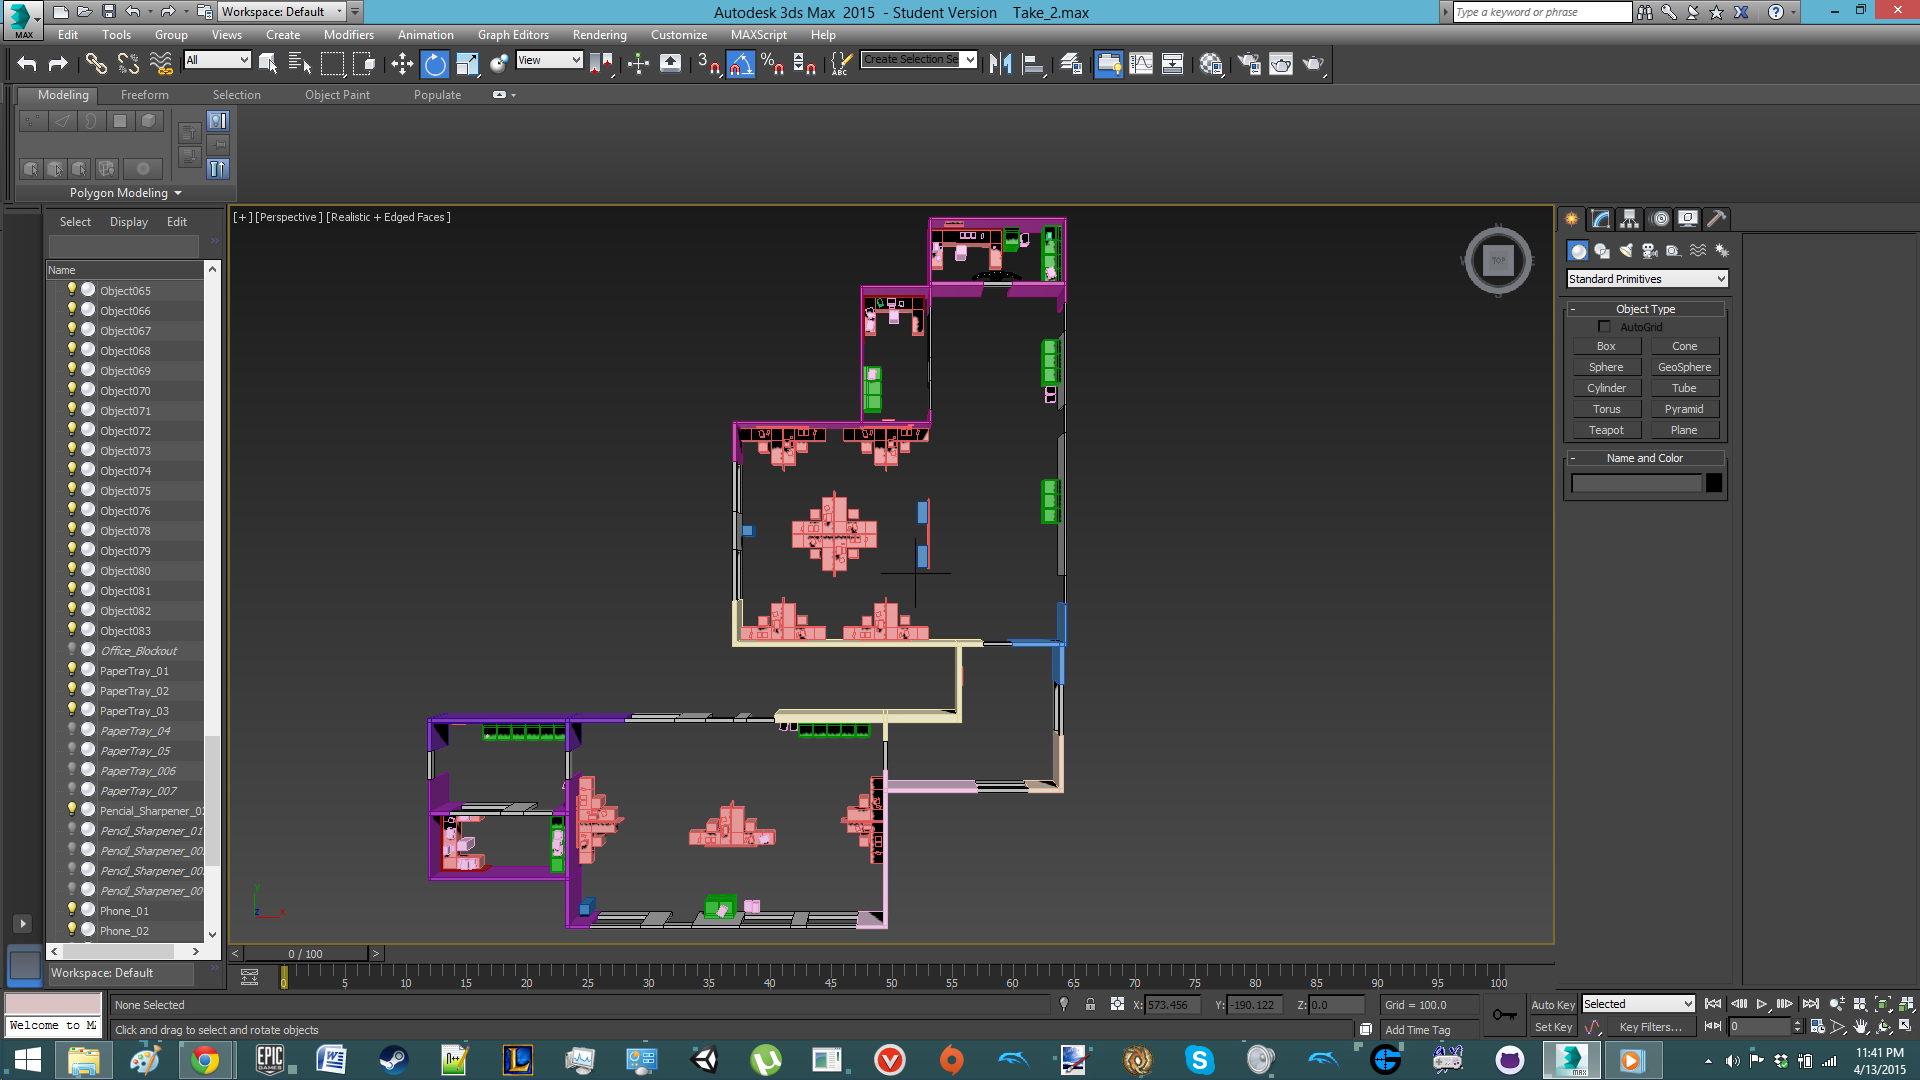 Workspace: Default
Autodesk 3ds Max 2015 - Student Version Take_2.max
Type a keyword or phrase
MAX
Edit Tools Group Views Create Modifiers Animation Graph Editors Rendering Customize MAXScript Help
All
View
3
ABC
Create Selection Se
Modeling Freeform Selection Object Paint Populate
Polygon Modeling
Select Display Edit
Name
Object065
Object066
Object067
Object068
Object069
Object070
Object071
Object072
Object073
Object074
Object075
Object076
Object078
Object079
Object080
Object081
Object082
Object083
Office_Blockout
PaperTray_01
PaperTray_02
PaperTray_03
PaperTray_04
PaperTray_05
PaperTray_006
PaperTray_007
Pencial_Sharpener_0
Pencil_Sharpener_01
Pencil_Sharpener_00
Pencil_Sharpener_00
Pencil_Sharpener_00
Phone_01
Phone_02
Workspace: Default
[+] [Perspective] [Realistic + Edged Faces]
TOP
Standard Primitives
Object Type
AutoGrid
Box Cone
Sphere GeoSphere
Cylinder Tube
Torus Pyramid
Teapot Plane
Name and Color
0 / 100
0 5 10 15 20 25 30 35 40 45 50 55 60 65 70 75 80 85 90 95 100
None Selected
X: 573.456 Y: -190.122 Z: 0.0 Grid = 100.0
Auto Key Selected
Welcome to M
Click and drag to select and rotate objects
Add Time Tag
Set Key Key Filters... 0
EPIC GAMES
11:41 PM
4/13/2015